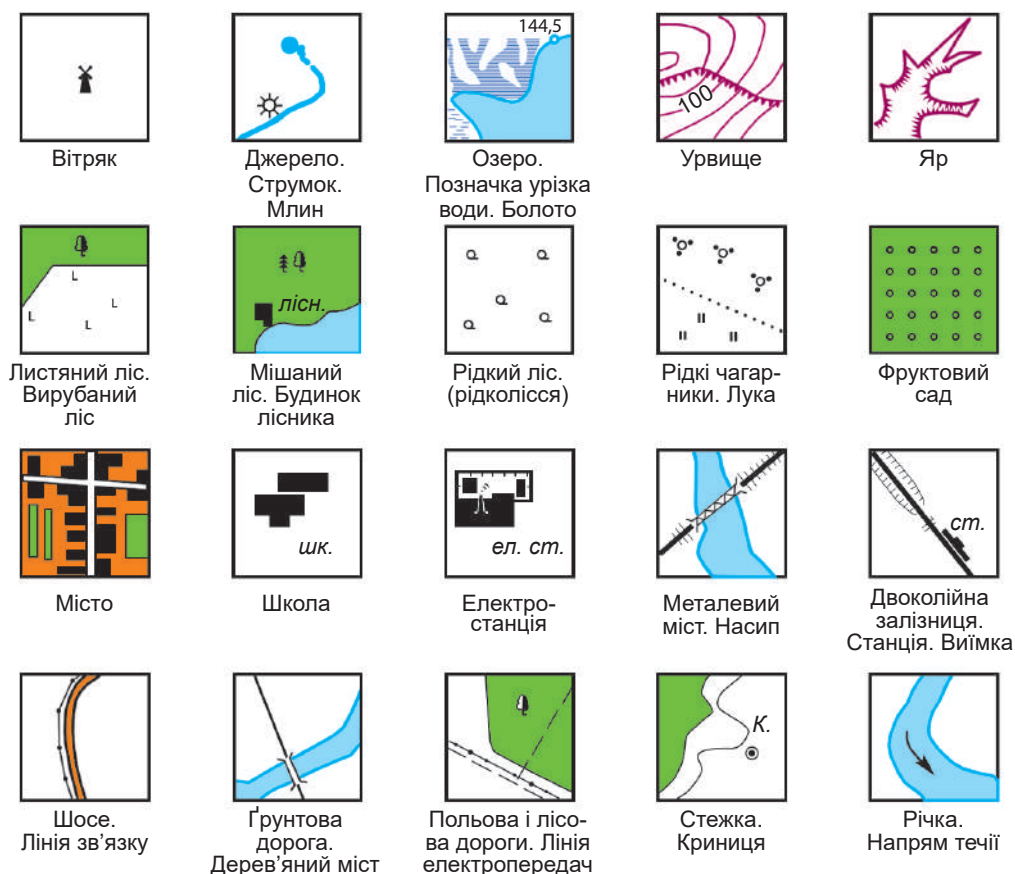 Вітряк
Джерело.
Струмок.
Млин
144,5
Озеро.
Позначка урізка
води. Болото
100
Урвище
Яр
Листяний ліс.
Вирубаний
ліс
лісн.
Мішаний
ліс. Будинок
лісника
Рідкий ліс.
(рідколісся)
Рідкі чагар-
ники. Лука
Фруктовий
сад
Місто
шк.
Школа
ел. ст.
Електро-
станція
Металевий
міст. Насип
ст.
Двоколійна
залізниця.
Станція. Виїмка
Шосе.
Лінія зв’язку
Ґрунтова
дорога.
Дерев’яний міст
Польова і лісо-
ва дороги. Лінія
електропередач
К.
Стежка.
Криниця
Річка.
Напрям течії